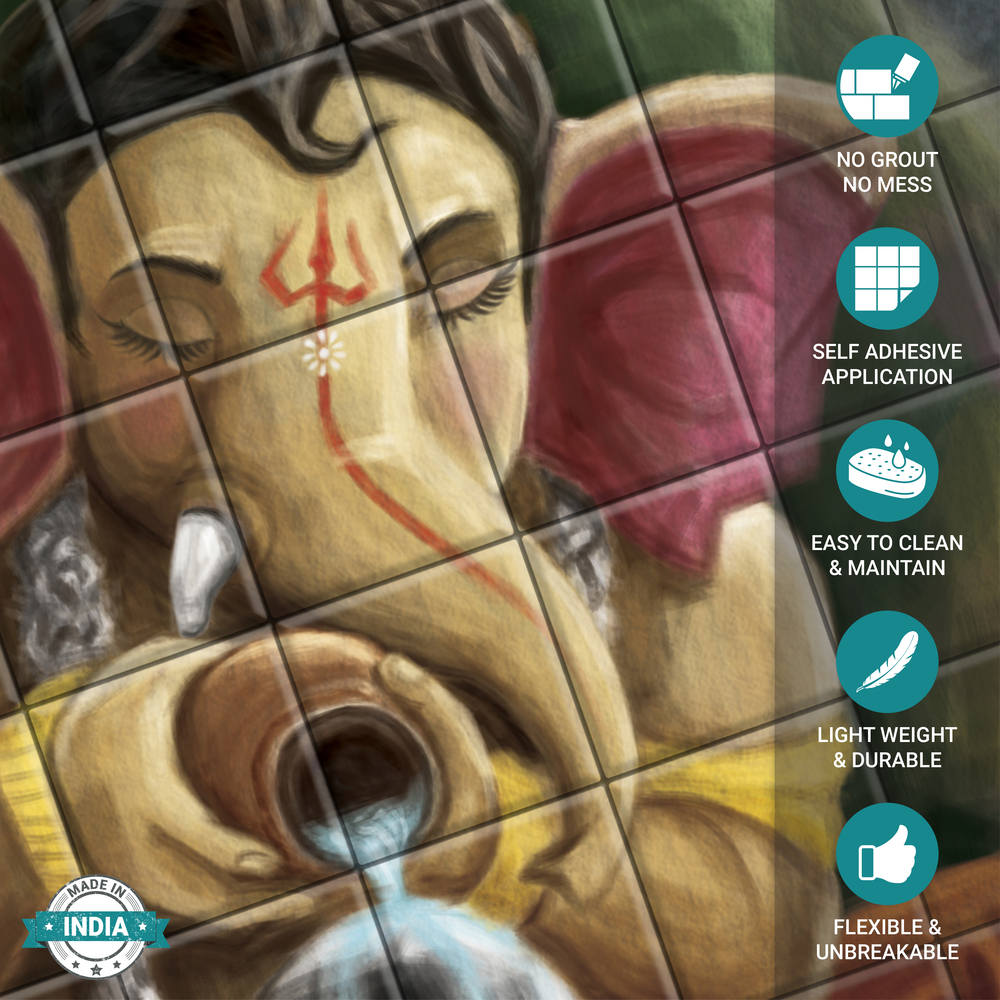 NO GROUT
NO MESS
SELF ADHESIVE
APPLICATION
EASY TO CLEAN
& MAINTAIN
LIGHT WEIGHT
& DURABLE
FLEXIBLE &
UNBREAKABLE
MADE IN
INDIA